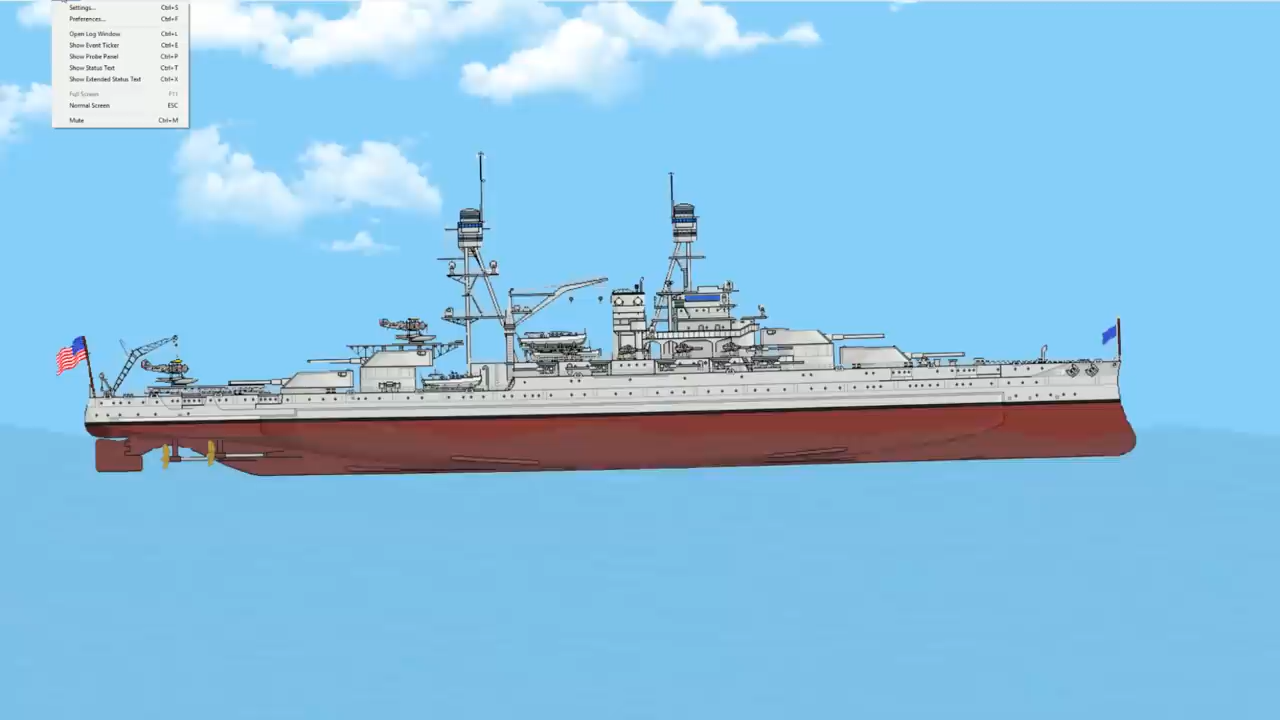 Settings... Ctrl+S
Preferences... Ctrl+F
Open Log Window Ctrl+L
Show Event Ticker Ctrl+E
Show Probe Panel Ctrl+P
Show Status Text Ctrl+T
Show Extended Status Text Ctrl+X
Full Screen F11
Normal Screen ESC
Mute Ctrl+M